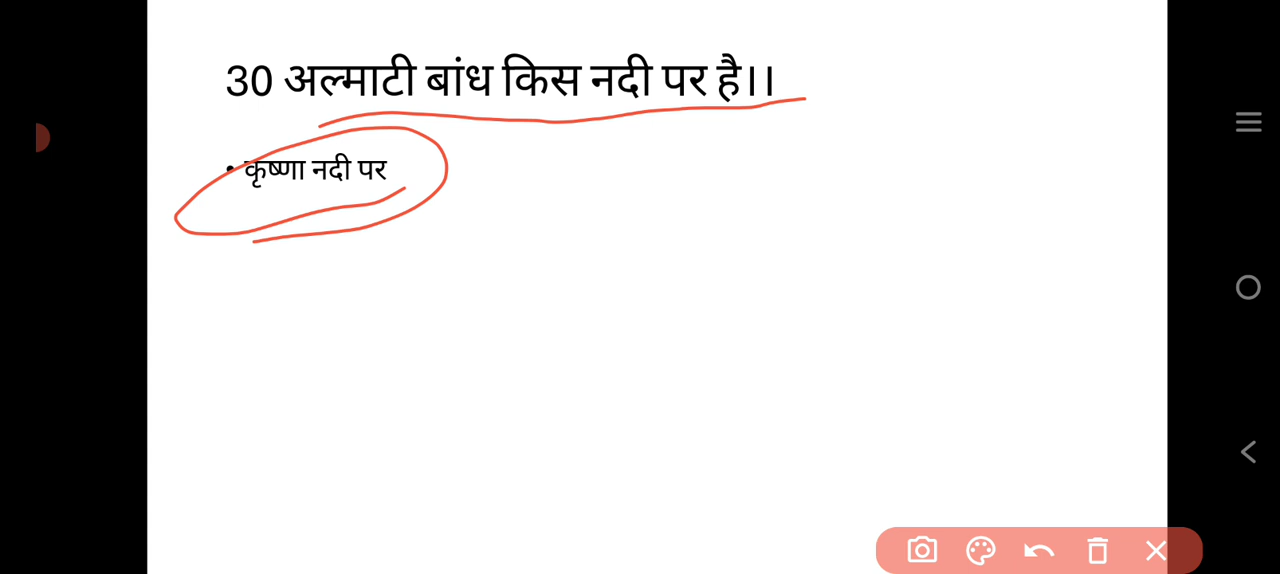 30 अल्माटी बांध किस नदी पर है।।
• कृष्णा नदी पर